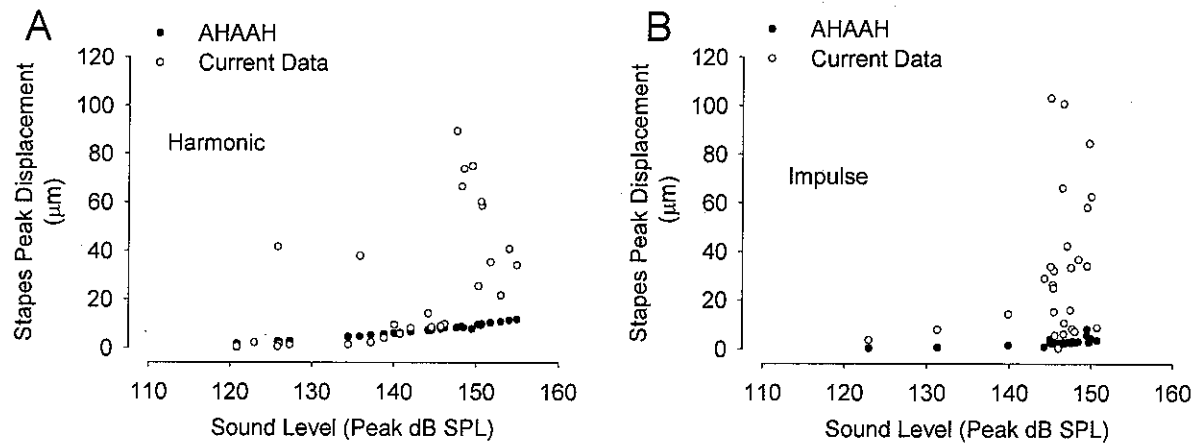 A
AHAAH
Current Data
Stapes Peak Displacement
(μm)
120
100
80
60
40
20
0
Harmonic
110 120 130 140 150 160
Sound Level (Peak dB SPL)
B
AHAAH
Current Data
Stapes Peak Displacement
(μm)
120
100
80
60
40
20
0
Impulse
110 120 130 140 150 160
Sound Level (Peak dB SPL)